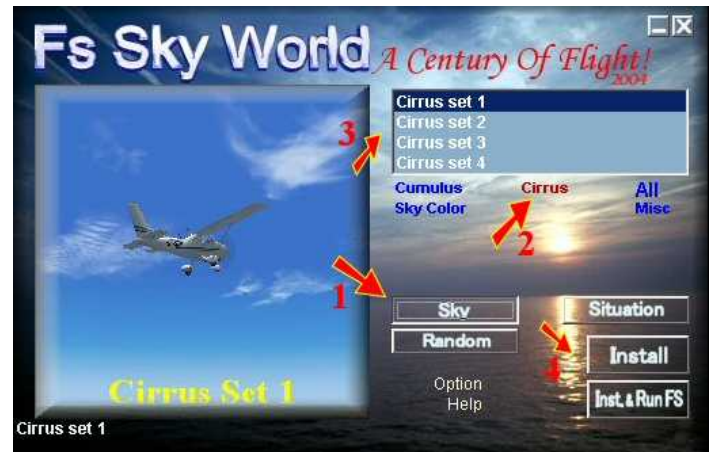 Fs Sky World
A Century Of Flight!
2004
Cirrus set 1
Cirrus set 2
Cirrus set 3
Cirrus set 4
3
Cumulus Cirrus All
Sky Color Misc
2
1
Sky Situation
Random
4
Install
Option
Help
Inst. & Run FS
Cirrus Set 1
Cirrus set 1